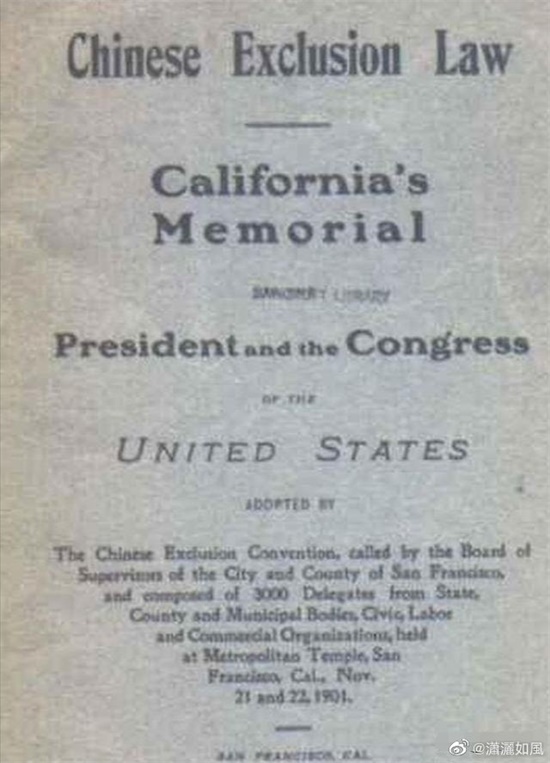 Chinese Exclusion Law
California's
Memorial
BANCROFT LIBRARY
President and the Congress
OF THE
UNITED STATES
ADOPTED BY
The Chinese Exclusion Convention, called by the Board of
Supervisors of the City and County of San Francisco,
and composed of 3000 Delegates from State,
County and Municipal Bodies, Civic, Labor
and Commercial Organizations, held
at Metropolitan Temple, San
Francisco, Cal., Nov.
21 and 22, 1901.
SAN FRANCISCO, CAL.
@潇灑如風